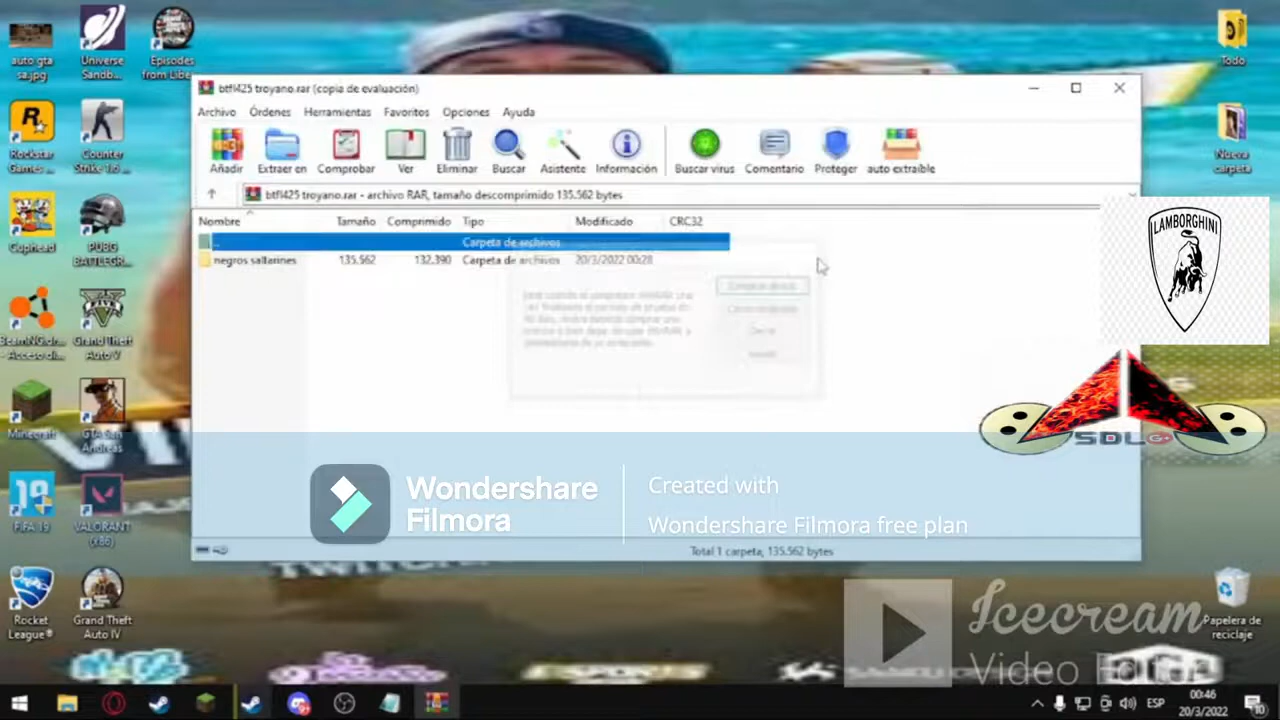 auto gta
sa.jpg
Universe
Sandb...
Episodes
from Libe...
Todo
btfl425 troyano.rar (copia de evaluación)
Archivo Órdenes Herramientas Favoritos Opciones Ayuda
Añadir Extraer en Comprobar Ver Eliminar Buscar Asistente Información Buscar virus Comentario Proteger auto extraíble
Rockstar
Games ...
Counter
Strike 1.6 ...
Nueva
carpeta
btfl425 troyano.rar - archivo RAR, tamaño descomprimido 135.562 bytes
Nombre Tamaño Comprimido Tipo Modificado CRC32
.. Carpeta de archivos
negros saltarines 135.562 132.390 Carpeta de archivos 20/3/2022 00:28
LAMBORGHINI
Cuphead
PUBG
BATTLEGR...
BeamNG.dr...
- Acceso di...
Grand Theft
Auto V
Minecraft
GTA San
Andreas
SDLG
Wondershare
Filmora
Created with
Wondershare Filmora free plan
FIFA 19
VALORANT
(x86)
Total 1 carpeta, 135.562 bytes
Rocket
League®
Grand Theft
Auto IV
Icecream
Video Editor
Papelera de
reciclaje
ESP
00:46
20/3/2022
10